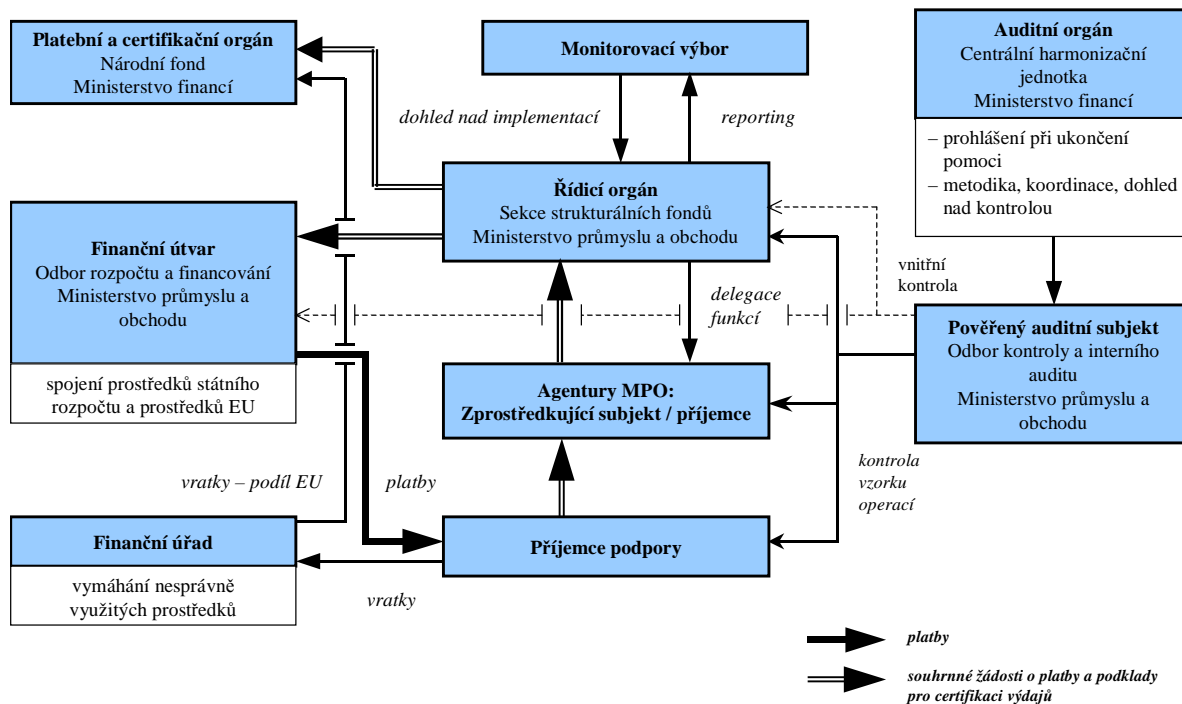 Platební a certifikační orgán
Národní fond
Ministerstvo financí
Monitorovací výbor
Auditní orgán
Centrální harmonizační
jednotka
Ministerstvo financí
– prohlášení při ukončení
pomoci
– metodika, koordinace, dohled
nad kontrolou
dohled nad implementací
reporting
Řídicí orgán
Sekce strukturálních fondů
Ministerstvo průmyslu a obchodu
Finanční útvar
Odbor rozpočtu a financování
Ministerstvo průmyslu a
obchodu
spojení prostředků státního
rozpočtu a prostředků EU
vnitřní
kontrola
delegace
funkcí
Pověřený auditní subjekt
Odbor kontroly a interního
auditu
Ministerstvo průmyslu a
obchodu
Agentury MPO:
Zprostředkující subjekt / příjemce
vratky – podíl EU
platby
kontrola
vzorku
operací
Finanční úřad
vymáhání nesprávně
využitých prostředků
Příjemce podpory
vratky
platby
souhrnné žádosti o platby a podklady
pro certifikaci výdajů